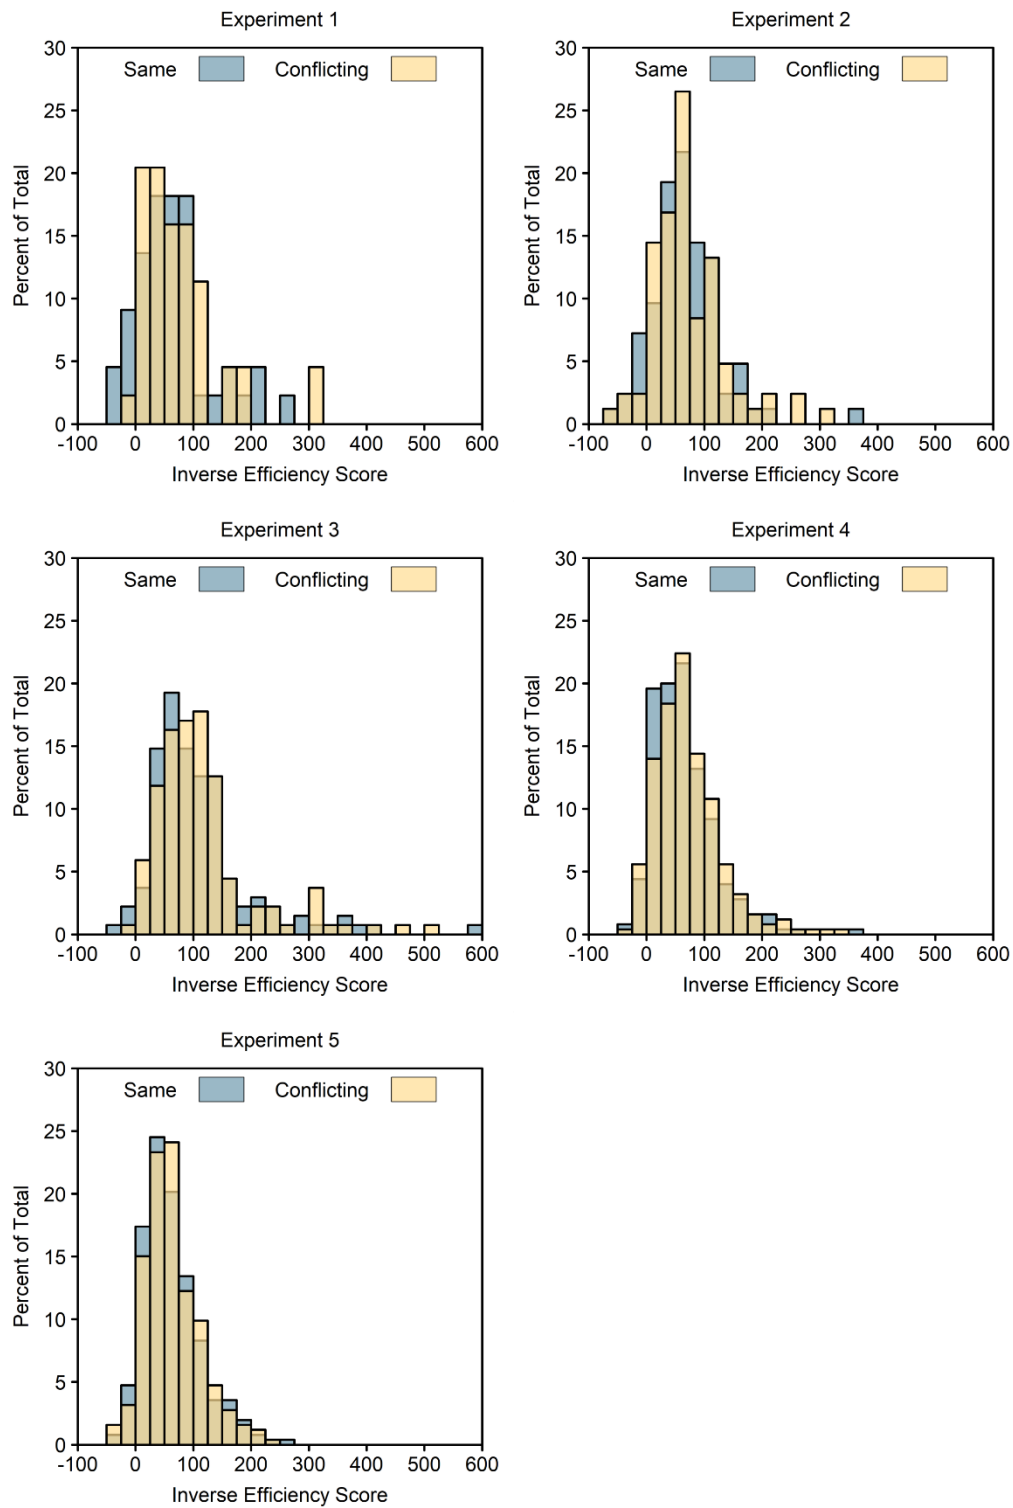 Experiment 1
Same Conflicting
30
25
20
15
10
5
0
Percent of Total
-100 0 100 200 300 400 500 600
Inverse Efficiency Score
Experiment 2
Same Conflicting
30
25
20
15
10
5
0
Percent of Total
-100 0 100 200 300 400 500 600
Inverse Efficiency Score
Experiment 3
Same Conflicting
30
25
20
15
10
5
0
Percent of Total
-100 0 100 200 300 400 500 600
Inverse Efficiency Score
Experiment 4
Same Conflicting
30
25
20
15
10
5
0
Percent of Total
-100 0 100 200 300 400 500 600
Inverse Efficiency Score
Experiment 5
Same Conflicting
30
25
20
15
10
5
0
Percent of Total
-100 0 100 200 300 400 500 600
Inverse Efficiency Score